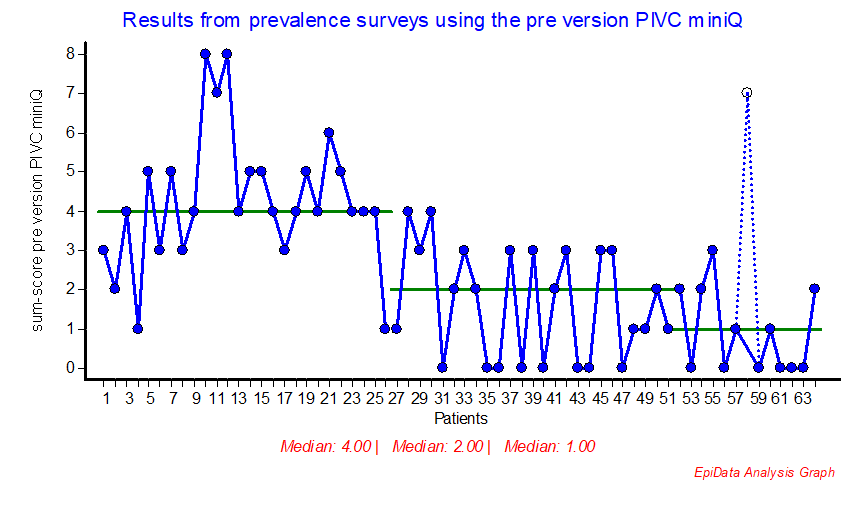 Results from prevalence surveys using the pre version PIVC miniQ
sum-score pre version PIVC miniQ
8
7
6
5
4
3
2
1
0
1 3 5 7 9 11 13 15 17 19 21 23 25 27 29 31 33 35 37 39 41 43 45 47 49 51 53 55 57 59 61 63
Patients
Median: 4.00 | Median: 2.00 | Median: 1.00
EpiData Analysis Graph